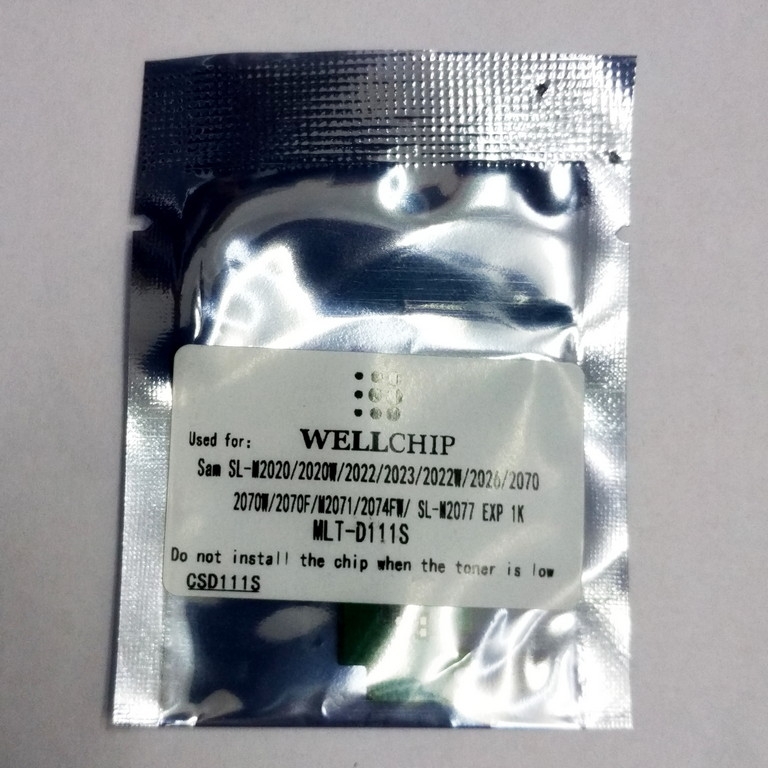 WELLCHIP
Used for:
Sam SL-M2020/2020W/2022/2023/2022W/2026/2070
2070W/2070F/M2071/2074FW/ SL-M2077 EXP 1K
MLT-D111S
Do not install the chip when the toner is low
CSD111S